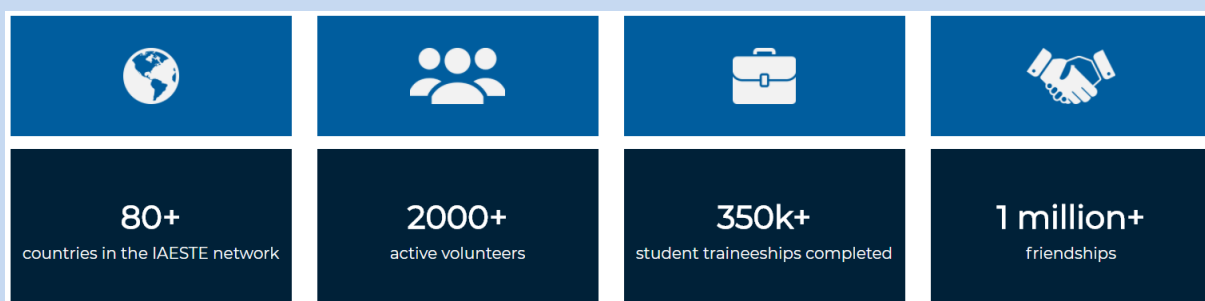 80+
countries in the IAESTE network
2000+
active volunteers
350k+
student traineeships completed
1 million+
friendships